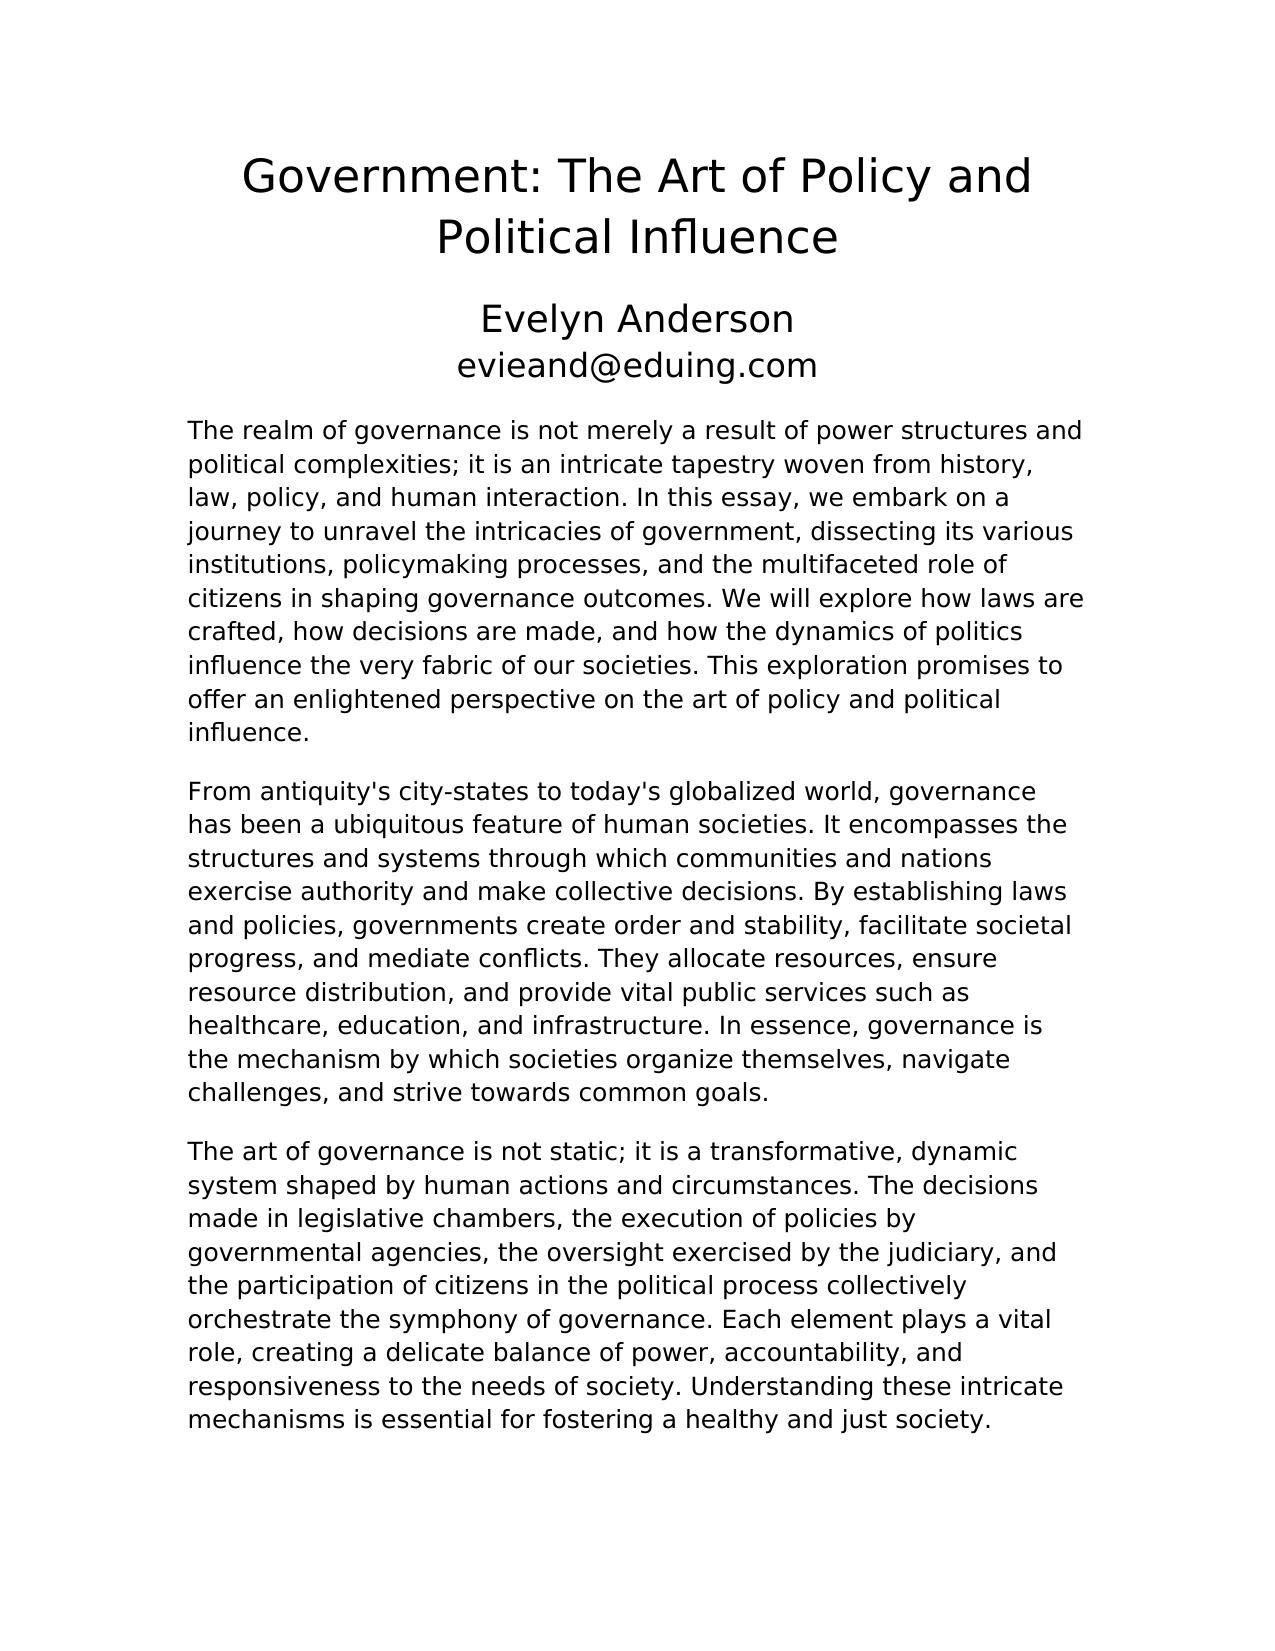 Government: The Art of Policy and
Political Influence
Evelyn Anderson
evieand@eduing.com
The realm of governance is not merely a result of power structures and
political complexities; it is an intricate tapestry woven from history,
law, policy, and human interaction. In this essay, we embark on a
journey to unravel the intricacies of government, dissecting its various
institutions, policymaking processes, and the multifaceted role of
citizens in shaping governance outcomes. We will explore how laws are
crafted, how decisions are made, and how the dynamics of politics
influence the very fabric of our societies. This exploration promises to
offer an enlightened perspective on the art of policy and political
influence.
From antiquity's city-states to today's globalized world, governance
has been a ubiquitous feature of human societies. It encompasses the
structures and systems through which communities and nations
exercise authority and make collective decisions. By establishing laws
and policies, governments create order and stability, facilitate societal
progress, and mediate conflicts. They allocate resources, ensure
resource distribution, and provide vital public services such as
healthcare, education, and infrastructure. In essence, governance is
the mechanism by which societies organize themselves, navigate
challenges, and strive towards common goals.
The art of governance is not static; it is a transformative, dynamic
system shaped by human actions and circumstances. The decisions
made in legislative chambers, the execution of policies by
governmental agencies, the oversight exercised by the judiciary, and
the participation of citizens in the political process collectively
orchestrate the symphony of governance. Each element plays a vital
role, creating a delicate balance of power, accountability, and
responsiveness to the needs of society. Understanding these intricate
mechanisms is essential for fostering a healthy and just society.